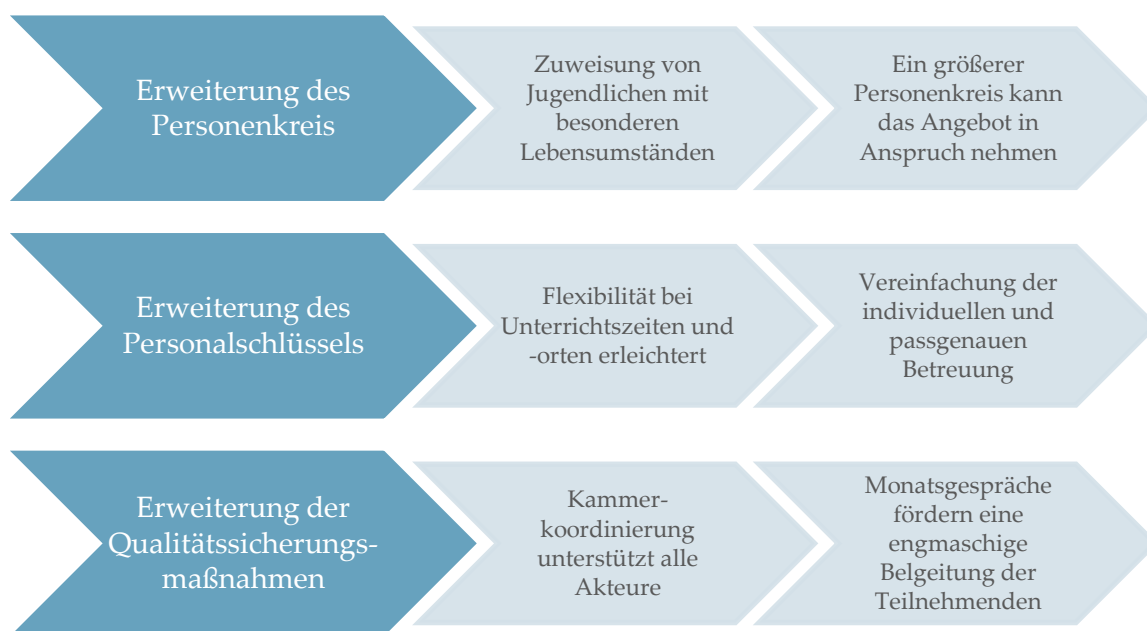 Erweiterung des
Personenkreis
Zuweisung von
Jugendlichen mit
besonderen
Lebensumständen
Ein größerer
Personenkreis kann
das Angebot in
Anspruch nehmen
Erweiterung des
Personalschlüssels
Flexibilität bei
Unterrichtszeiten und
-orten erleichtert
Vereinfachung der
individuellen und
passgenauen
Betreuung
Erweiterung der
Qualitätssicherungs-
maßnahmen
Kammer-
koordinierung
unterstützt alle
Akteure
Monatsgespräche
fördern eine
engmaschige
Belgeitung der
Teilnehmenden